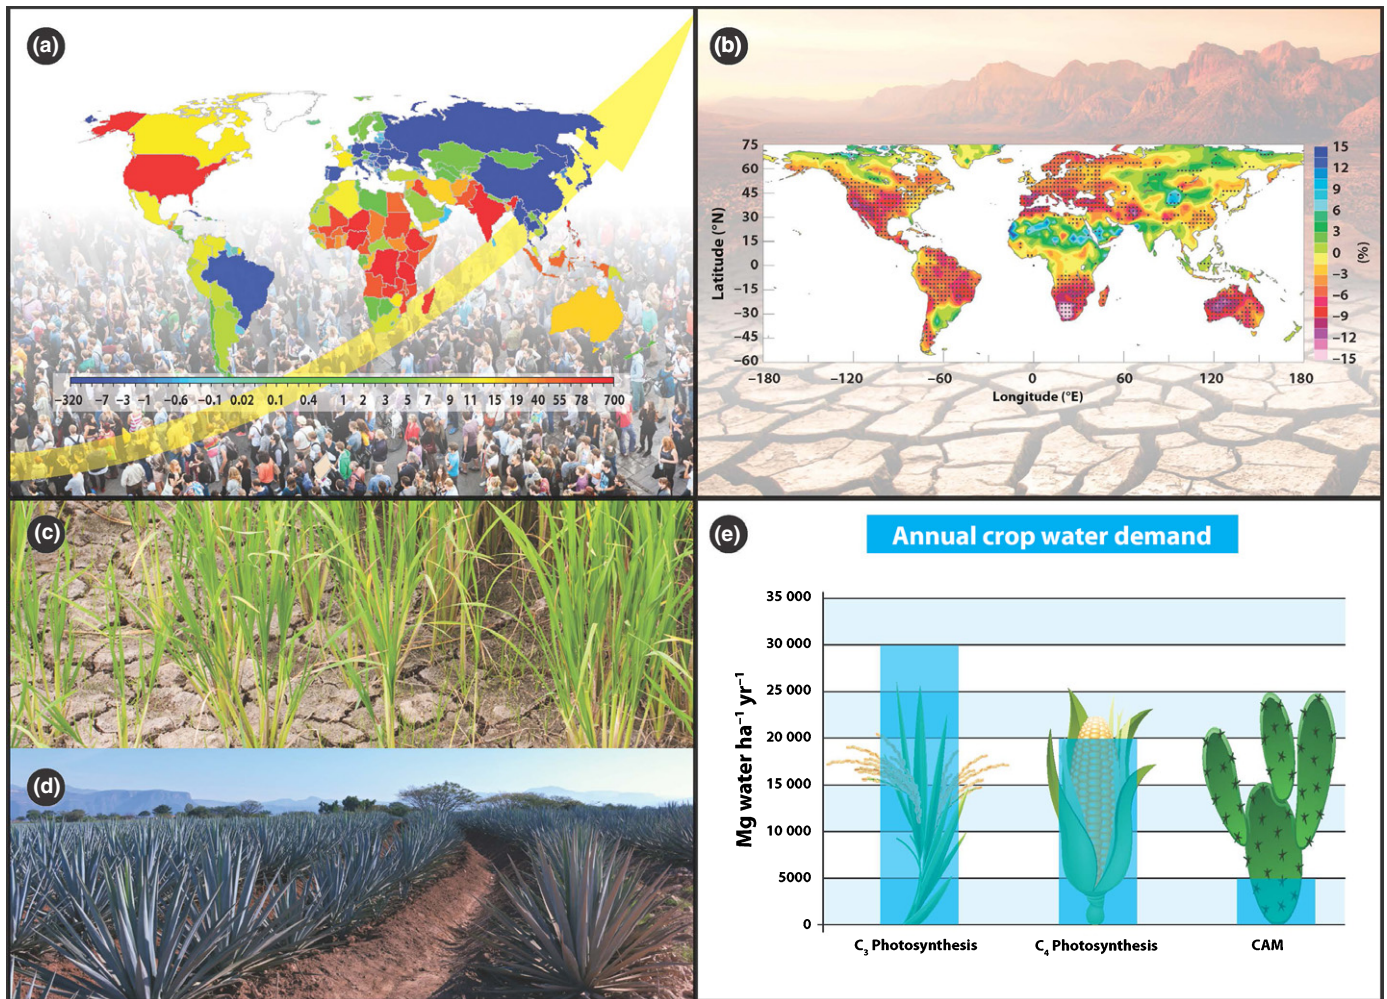 (a)
−320 −7 −3 −1 −0.6 −0.1 0.02 0.1 0.4 1 2 3 5 7 9 11 15 19 40 55 78 700
(b)
75
60
45
30
15
0
−15
−30
−45
−60
Latitude (°N)
−180 −120 −60 0 60 120 180
Longitude (°E)
15
12
9
6
3
0
−3
−6
−9
−12
−15
(%)
(c)
(d)
(e)
Annual crop water demand
35 000
30 000
25 000
20 000
15 000
10 000
5000
0
Mg water ha⁻¹ yr⁻¹
C₃ Photosynthesis
C₄ Photosynthesis
CAM